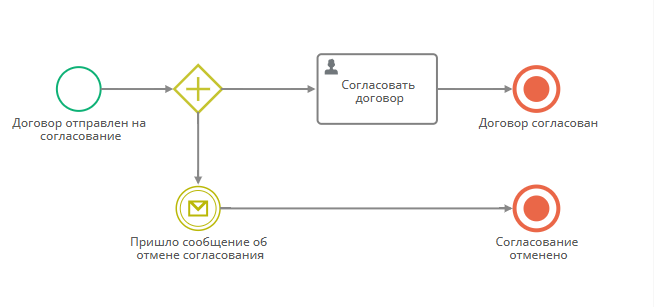 Согласовать
договор
Договор отправлен на
согласование
Договор согласован
Пришло сообщение об
отмене согласования
Согласование
отменено